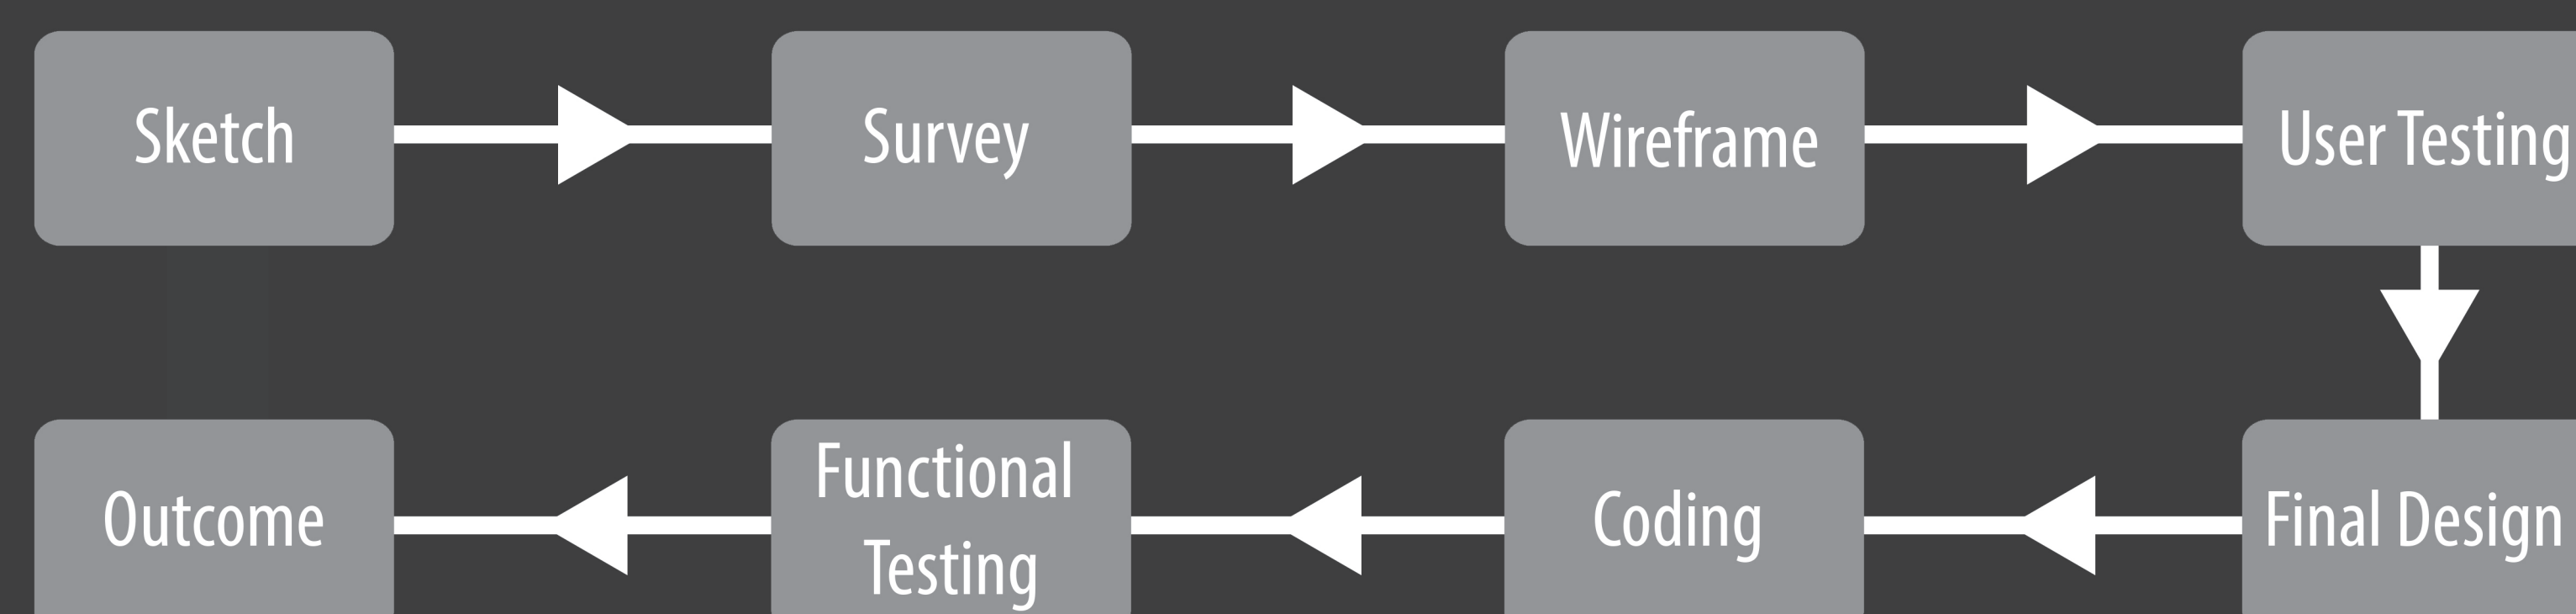 Sketch
Survey
Wireframe
User Testing
Outcome
Functional
Testing
Coding
Final Design